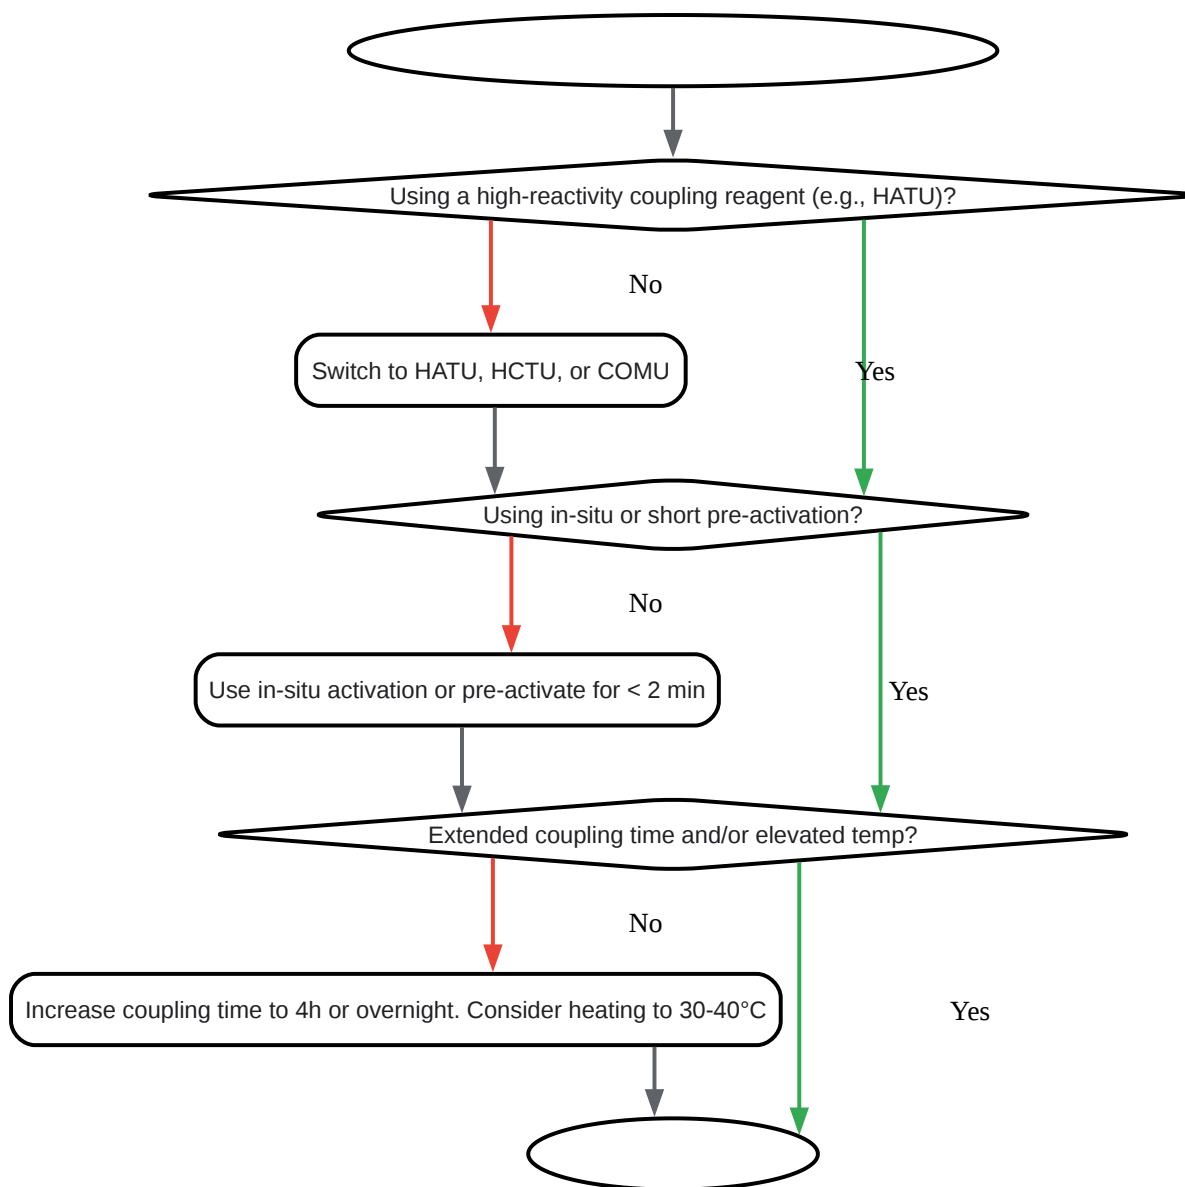 Using a high-reactivity coupling reagent (e.g., HATU)?
No
Switch to HATU, HCTU, or COMU
Yes
Using in-situ or short pre-activation?
No
Use in-situ activation or pre-activate for < 2 min
Yes
Extended coupling time and/or elevated temp?
No
Increase coupling time to 4h or overnight. Consider heating to 30-40°C
Yes